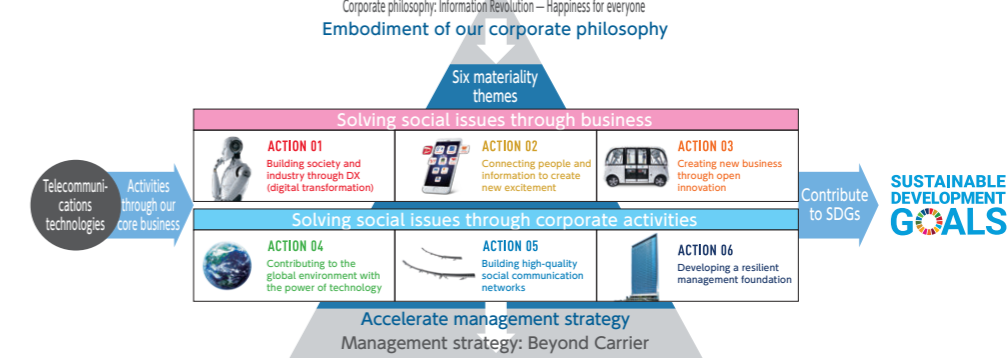 Corporate philosophy: Information Revolution — Happiness for everyone
Embodiment of our corporate philosophy
Six materiality
themes
Solving social issues through business
ACTION 01
Building society and
industry through DX
(digital transformation)
ACTION 02
Connecting people and
information to create
new excitement
ACTION 03
Creating new business
through open
innovation
Telecommuni-
cations
technologies
Activities
through our
core business
Contribute
to SDGs
SUSTAINABLE
DEVELOPMENT
GOALS
Solving social issues through corporate activities
ACTION 04
Contributing to the
global environment with
the power of technology
ACTION 05
Building high-quality
social communication
networks
ACTION 06
Developing a resilient
management foundation
Accelerate management strategy
Management strategy: Beyond Carrier